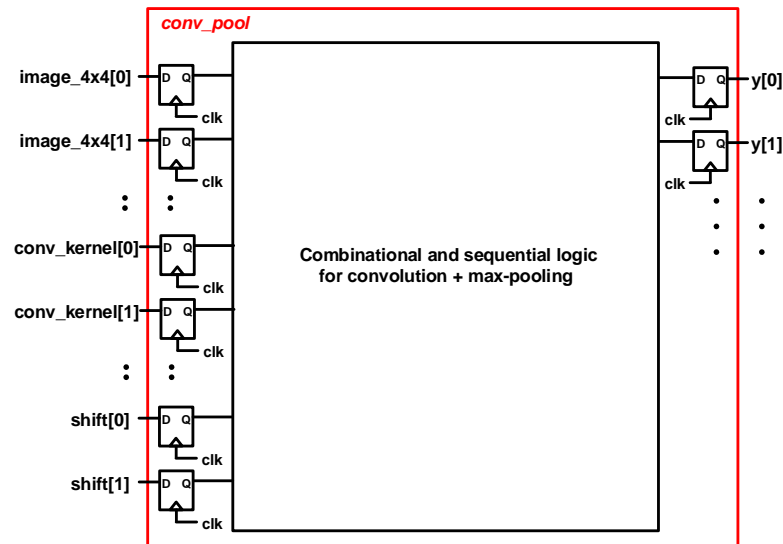 conv_pool
image_4x4[0]
D Q
clk
D Q
y[0]
clk
image_4x4[1]
D Q
clk
D Q
y[1]
clk
conv_kernel[0]
D Q
clk
Combinational and sequential logic
for convolution + max-pooling
conv_kernel[1]
D Q
clk
shift[0]
D Q
clk
shift[1]
D Q
clk